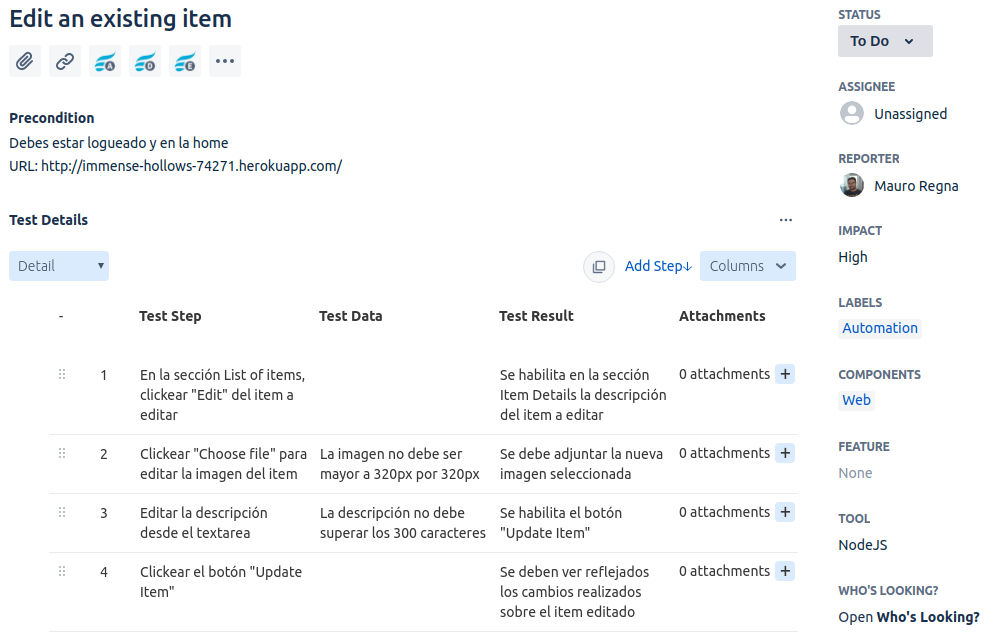 Edit an existing item
A
D
E
Precondition
Debes estar logueado y en la home
URL: http://immense-hollows-74271.herokuapp.com/
Test Details
Detail
Add Step↓
Columns
-
Test Step
Test Data
Test Result
Attachments
1
En la sección List of items,
clickear "Edit" del item a
editar
Se habilita en la sección
Item Details la descripción
del item a editar
0 attachments +
2
Clickear "Choose file" para
editar la imagen del item
La imagen no debe ser
mayor a 320px por 320px
Se debe adjuntar la nueva
imagen seleccionada
0 attachments +
3
Editar la descripción
desde el textarea
La descripción no debe
superar los 300 caracteres
Se habilita el botón
"Update Item"
0 attachments +
4
Clickear el botón "Update
Item"
Se deben ver reflejados
los cambios realizados
sobre el item editado
0 attachments +
STATUS
To Do
ASSIGNEE
Unassigned
REPORTER
Mauro Regna
IMPACT
High
LABELS
Automation
COMPONENTS
Web
FEATURE
None
TOOL
NodeJS
WHO'S LOOKING?
Open Who's Looking?